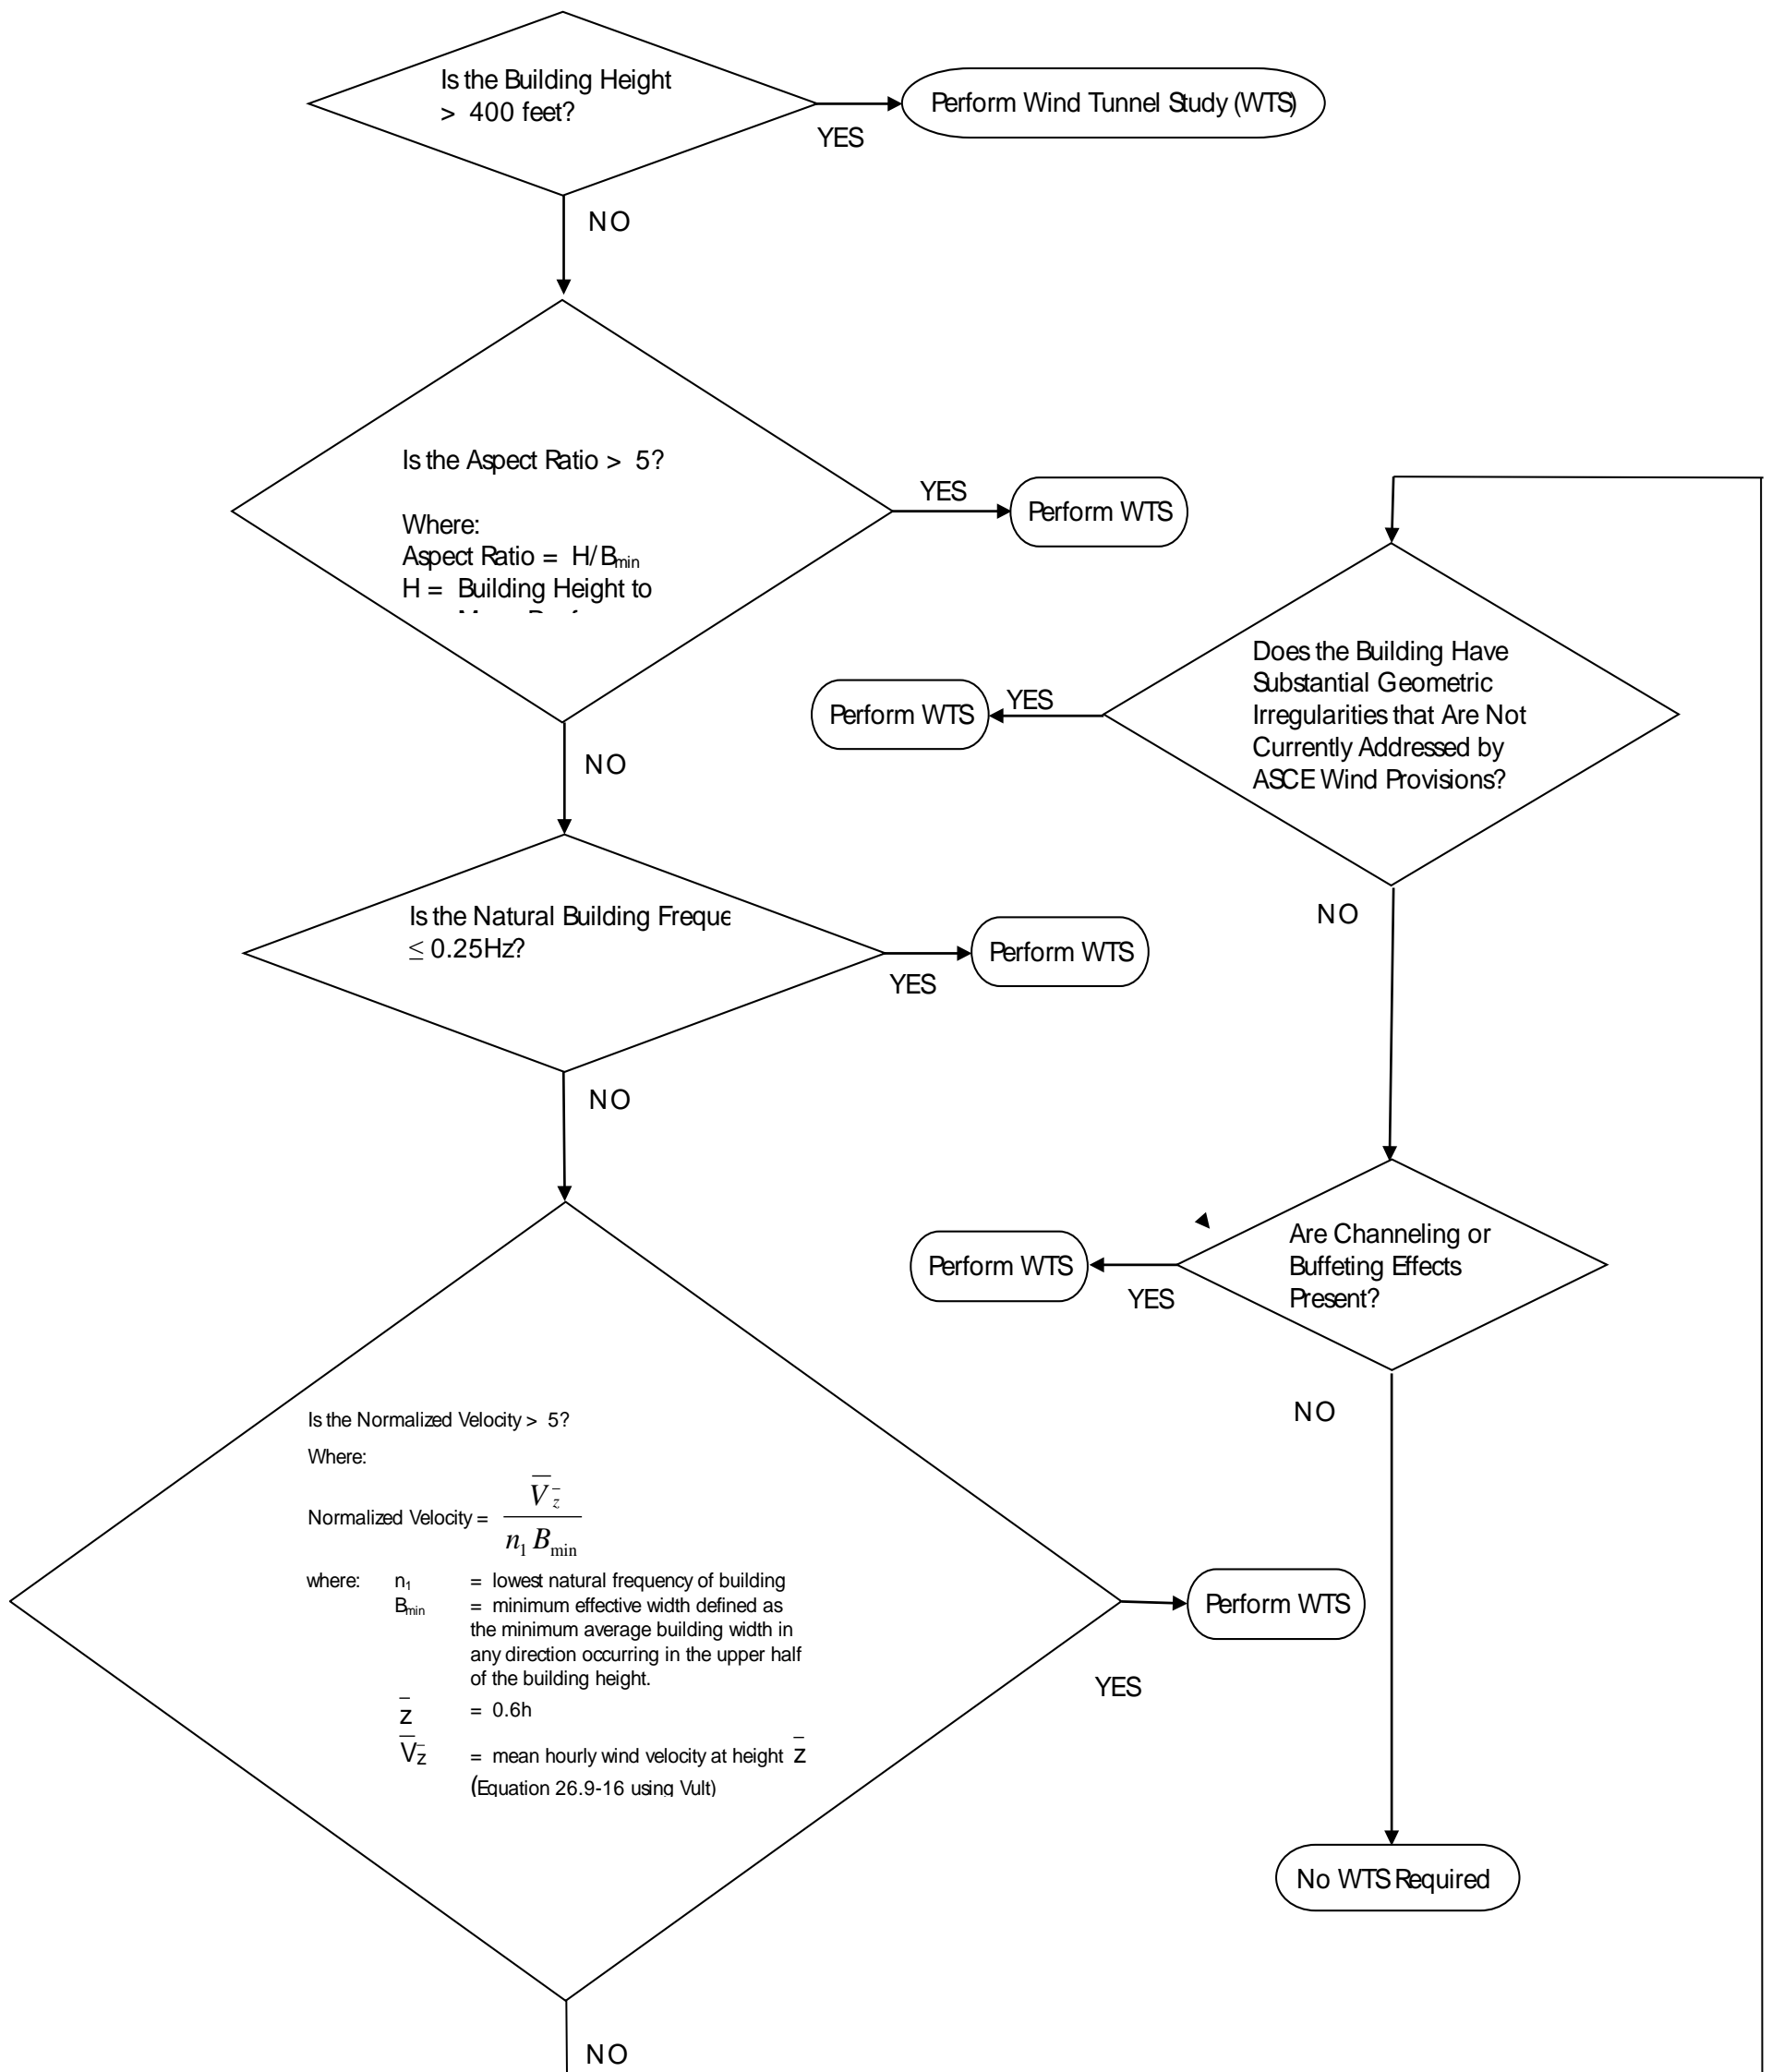 Is the Building Height
> 400 feet?
YES
Perform Wind Tunnel Study (WTS)
NO
Is the Aspect Ratio > 5?
Where:
Aspect Ratio = H/Bmin
H = Building Height to
YES
Perform WTS
NO
Is the Natural Building Freque
≤ 0.25Hz?
YES
Perform WTS
NO
Is the Normalized Velocity > 5?
Where:
Normalized Velocity = V̅z̅ / n1 Bmin
where: n1 = lowest natural frequency of building
Bmin = minimum effective width defined as
the minimum average building width in
any direction occurring in the upper half
of the building height.
z̅ = 0.6h
V̅z̅ = mean hourly wind velocity at height z̅
(Equation 26.9-16 using Vult)
YES
Perform WTS
NO
Does the Building Have
Substantial Geometric
Irregularities that Are Not
Currently Addressed by
ASCE Wind Provisions?
YES
Perform WTS
NO
Are Channeling or
Buffeting Effects
Present?
YES
Perform WTS
NO
No WTS Required